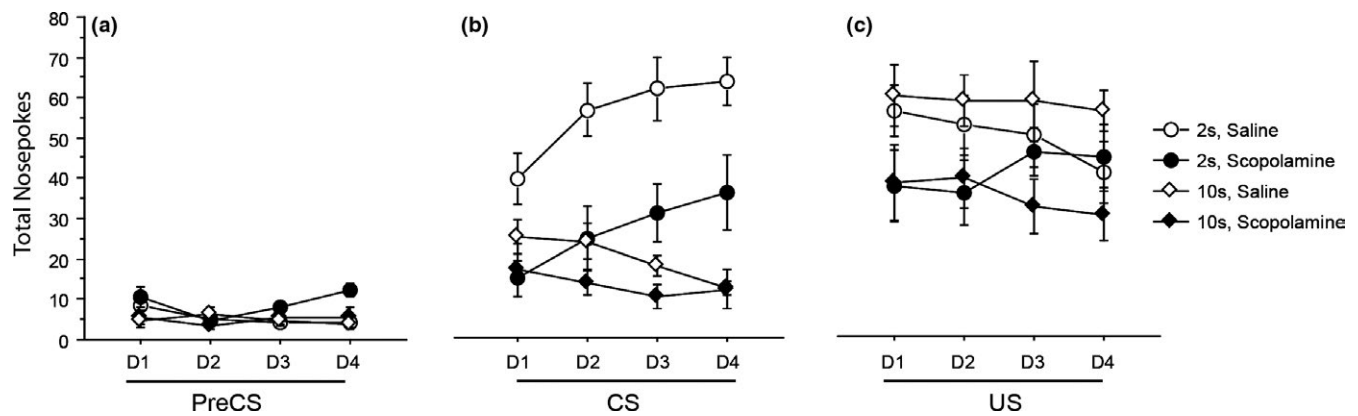 (a)
(b)
(c)
Total Nosepokes
80
70
60
50
40
30
20
10
0
D1 D2 D3 D4
PreCS
D1 D2 D3 D4
CS
D1 D2 D3 D4
US
2s, Saline
2s, Scopolamine
10s, Saline
10s, Scopolamine